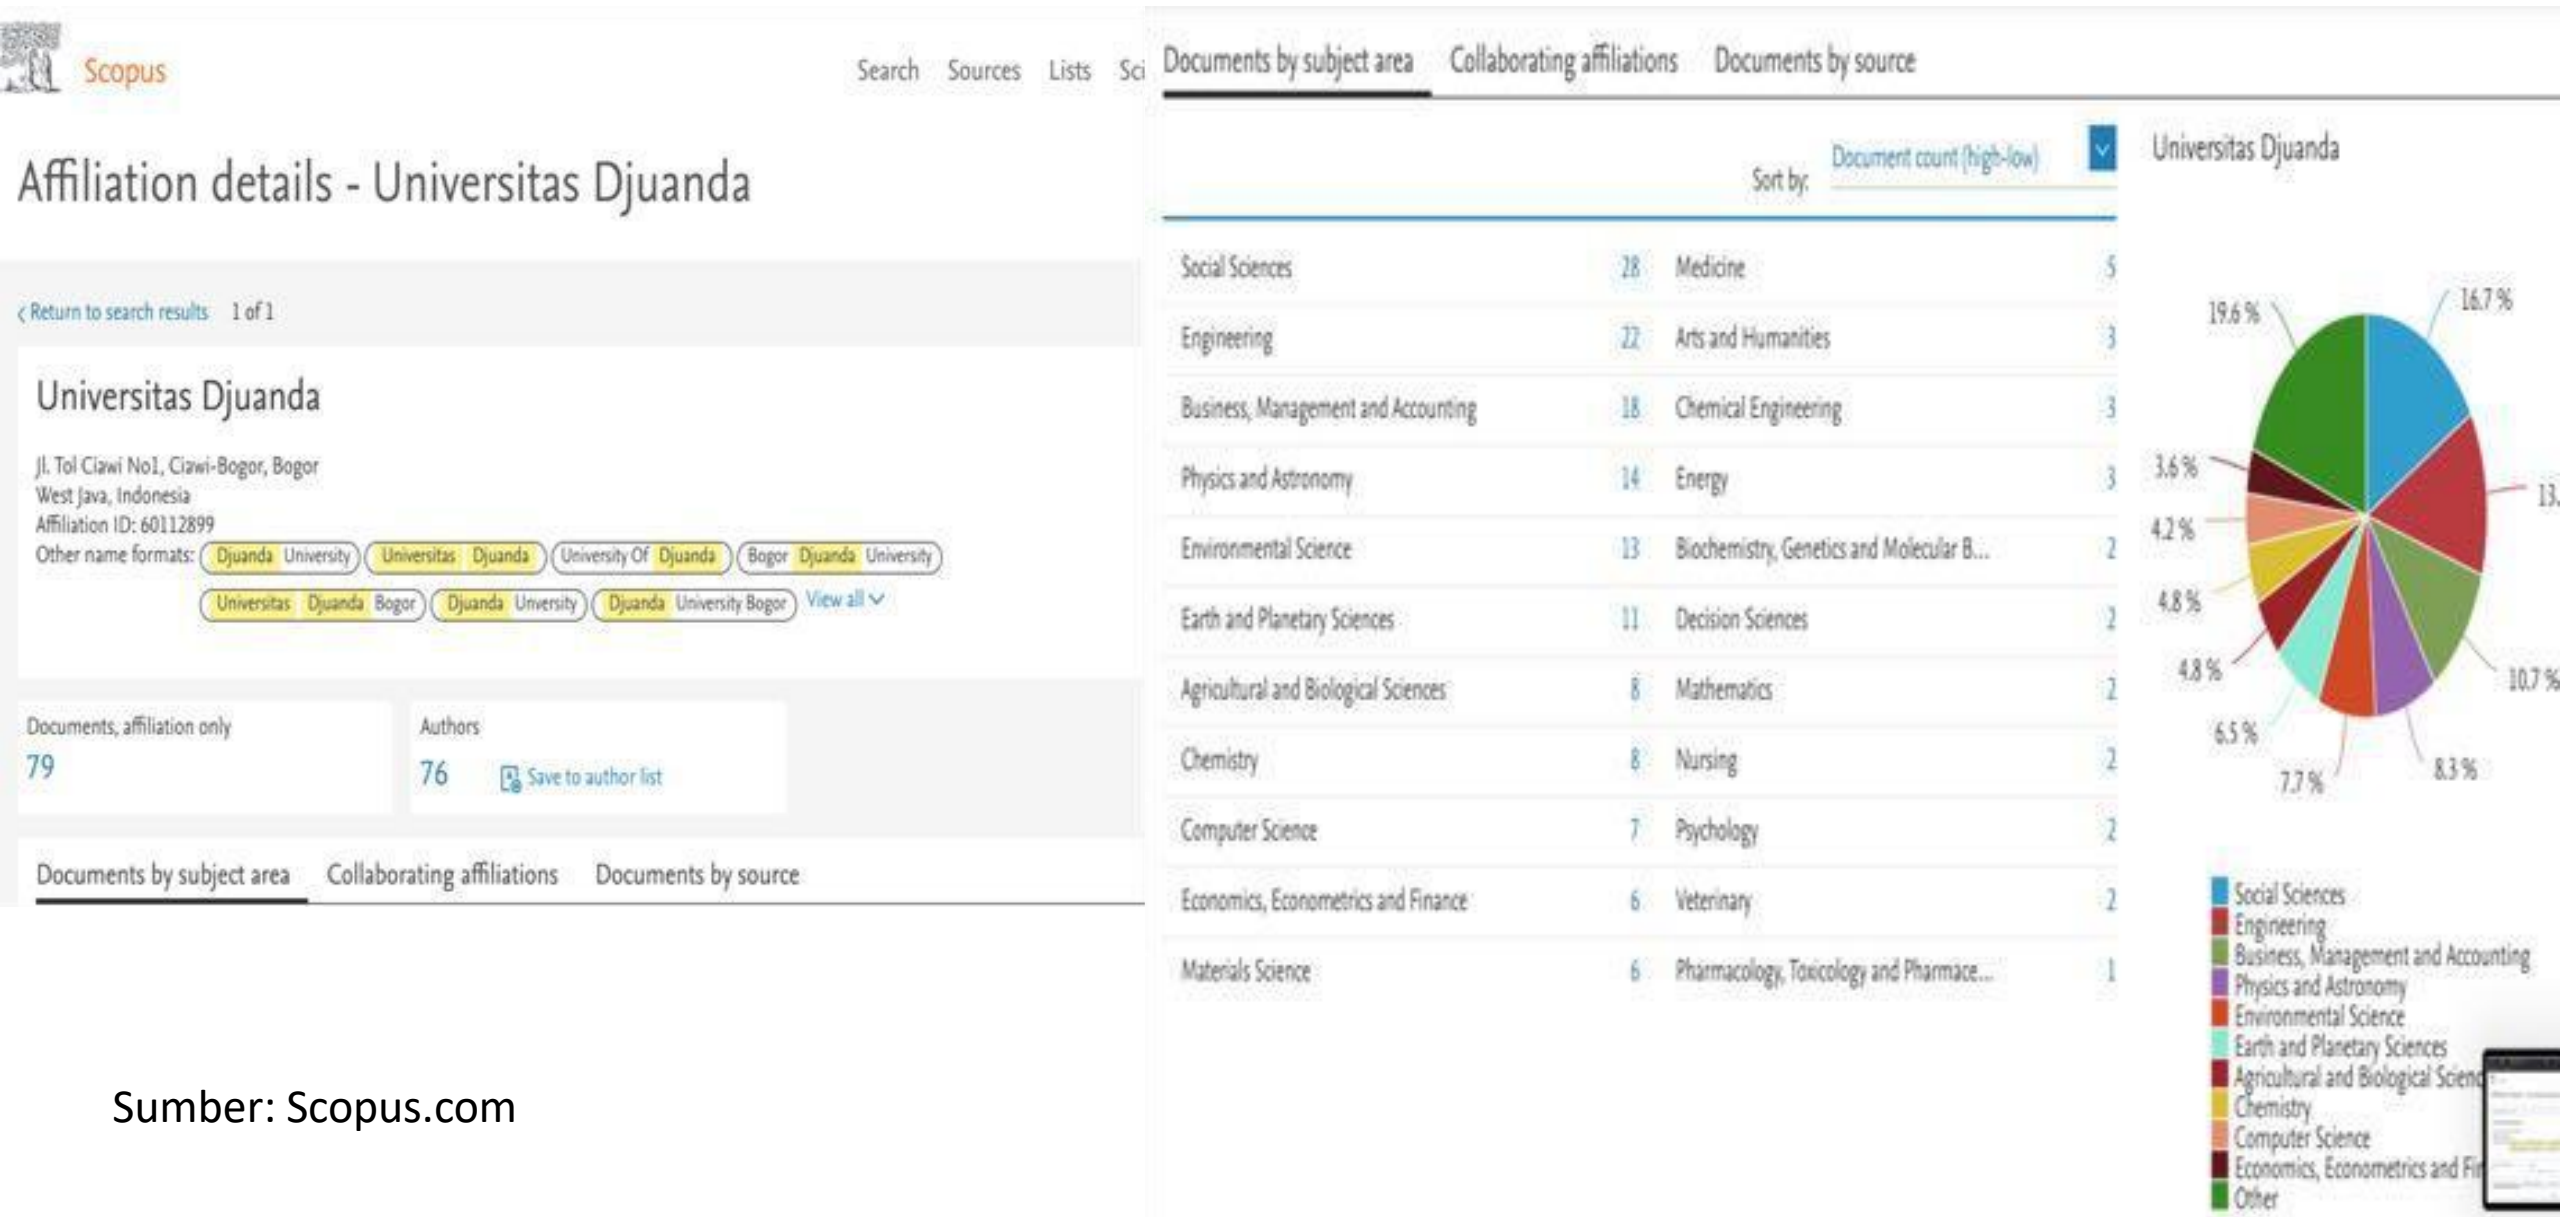 Scopus
Search Sources Lists Sci
Affiliation details - Universitas Djuanda
Return to search results 1 of 1
Universitas Djuanda
Jl. Tol Ciawi No1, Ciawi-Bogor, Bogor
West Java, Indonesia
Affiliation ID: 60112899
Other name formats: Djuanda University Universitas Djuanda University Of Djuanda Bogor Djuanda University
Universitas Djuanda Bogor Djuanda Unversity Djuanda University Bogor View all
Documents, affiliation only
79
Authors
76 Save to author list
Documents by subject area Collaborating affiliations Documents by source
Sumber: Scopus.com
Documents by subject area Collaborating affiliations Documents by source
Sort by: Document count (high-low)
Social Sciences 28 Medicine 5
Engineering 22 Arts and Humanities 3
Business, Management and Accounting 18 Chemical Engineering 3
Physics and Astronomy 14 Energy 3
Environmental Science 13 Biochemistry, Genetics and Molecular B...  2
Earth and Planetary Sciences 11 Decision Sciences 2
Agricultural and Biological Sciences 8 Mathematics 2
Chemistry 8 Nursing 2
Computer Science 7 Psychology 2
Economics, Econometrics and Finance 6 Veterinary 2
Materials Science 6 Pharmacology, Toxicology and Pharmace... 1
Universitas Djuanda
19.6 % 16.7 %
3.6 % 13.
4.2 %
4.8 %
4.8 % 10.7 %
6.5 %
7.7 % 8.3 %
Social Sciences
Engineering
Business, Management and Accounting
Physics and Astronomy
Environmental Science
Earth and Planetary Sciences
Agricultural and Biological Scienc
Chemistry
Computer Science
Economics, Econometrics and Fin
Other